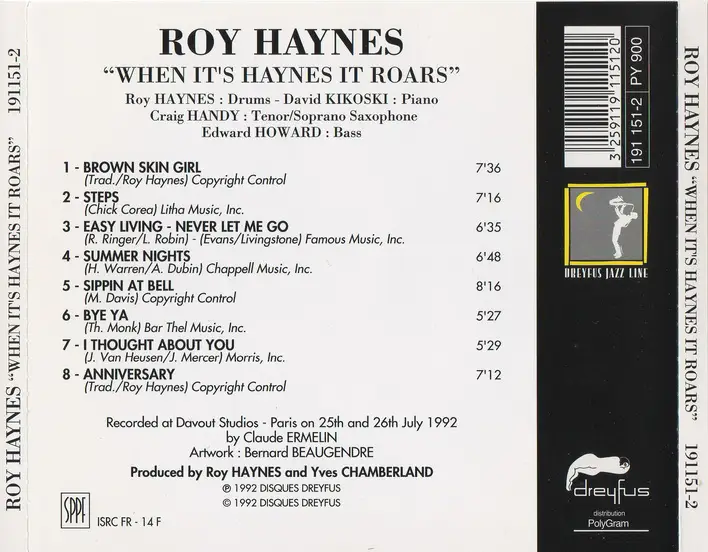 ROY HAYNES “WHEN IT'S HAYNES IT ROARS” 191151-2
ROY HAYNES
“WHEN IT'S HAYNES IT ROARS”
Roy HAYNES : Drums - David KIKOSKI : Piano
Craig HANDY : Tenor/Soprano Saxophone
Edward HOWARD : Bass
1 - BROWN SKIN GIRL 7'36
(Trad./Roy Haynes) Copyright Control
2 - STEPS 7'16
(Chick Corea) Litha Music, Inc.
3 - EASY LIVING - NEVER LET ME GO 6'35
(R. Ringer/L. Robin) - (Evans/Livingstone) Famous Music, Inc.
4 - SUMMER NIGHTS 6'48
(H. Warren/A. Dubin) Chappell Music, Inc.
5 - SIPPIN AT BELL 8'16
(M. Davis) Copyright Control
6 - BYE YA 5'27
(Th. Monk) Bar Thel Music, Inc.
7 - I THOUGHT ABOUT YOU 5'29
(J. Van Heusen/J. Mercer) Morris, Inc.
8 - ANNIVERSARY 7'12
(Trad./Roy Haynes) Copyright Control
Recorded at Davout Studios - Paris on 25th and 26th July 1992
by Claude ERMELIN
Artwork : Bernard BEAUGENDRE
Produced by Roy HAYNES and Yves CHAMBERLAND
℗ 1992 DISQUES DREYFUS
© 1992 DISQUES DREYFUS
SPPF
ISRC FR - 14 F
3 259119 115120
191 151-2 PY 900
DREYFUS JAZZ LINE
dreyfus
distribution
PolyGram
ROY HAYNES “WHEN IT'S HAYNES IT ROARS” 191151-2